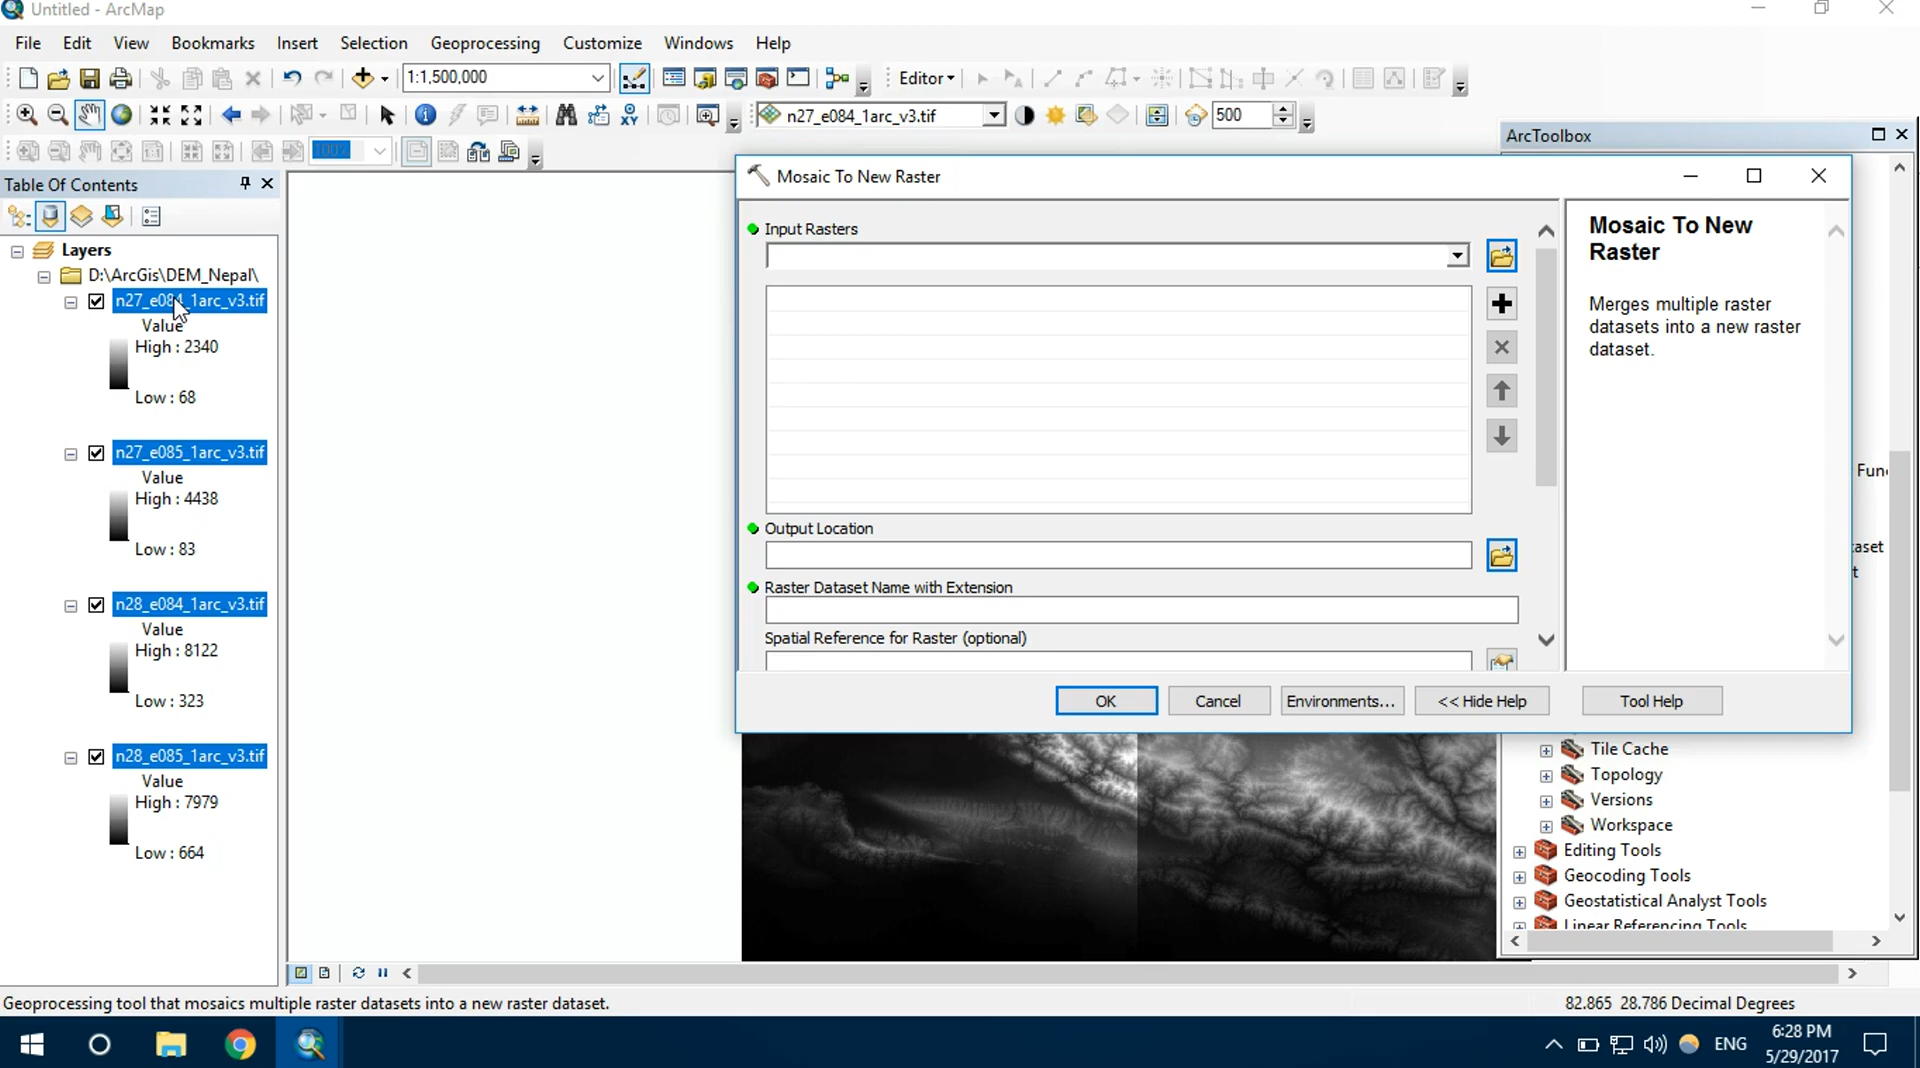 Untitled - ArcMap
File Edit View Bookmarks Insert Selection Geoprocessing Customize Windows Help
1:1,500,000
Editor
n27_e084_1arc_v3.tif
500
100%
ArcToolbox
Table Of Contents
Layers
D:\ArcGis\DEM_Nepal\
n27_e084_1arc_v3.tif
Value
High : 2340
Low : 68
n27_e085_1arc_v3.tif
Value
High : 4438
Low : 83
n28_e084_1arc_v3.tif
Value
High : 8122
Low : 323
n28_e085_1arc_v3.tif
Value
High : 7979
Low : 664
Mosaic To New Raster
Input Rasters
Output Location
Raster Dataset Name with Extension
Spatial Reference for Raster (optional)
OK Cancel Environments... << Hide Help Tool Help
Mosaic To New
Raster
Merges multiple raster
datasets into a new raster
dataset.
Tile Cache
Topology
Versions
Workspace
Editing Tools
Geocoding Tools
Geostatistical Analyst Tools
Linear Referencing Tools
Geoprocessing tool that mosaics multiple raster datasets into a new raster dataset.
82.865 28.786 Decimal Degrees
ENG
6:28 PM
5/29/2017